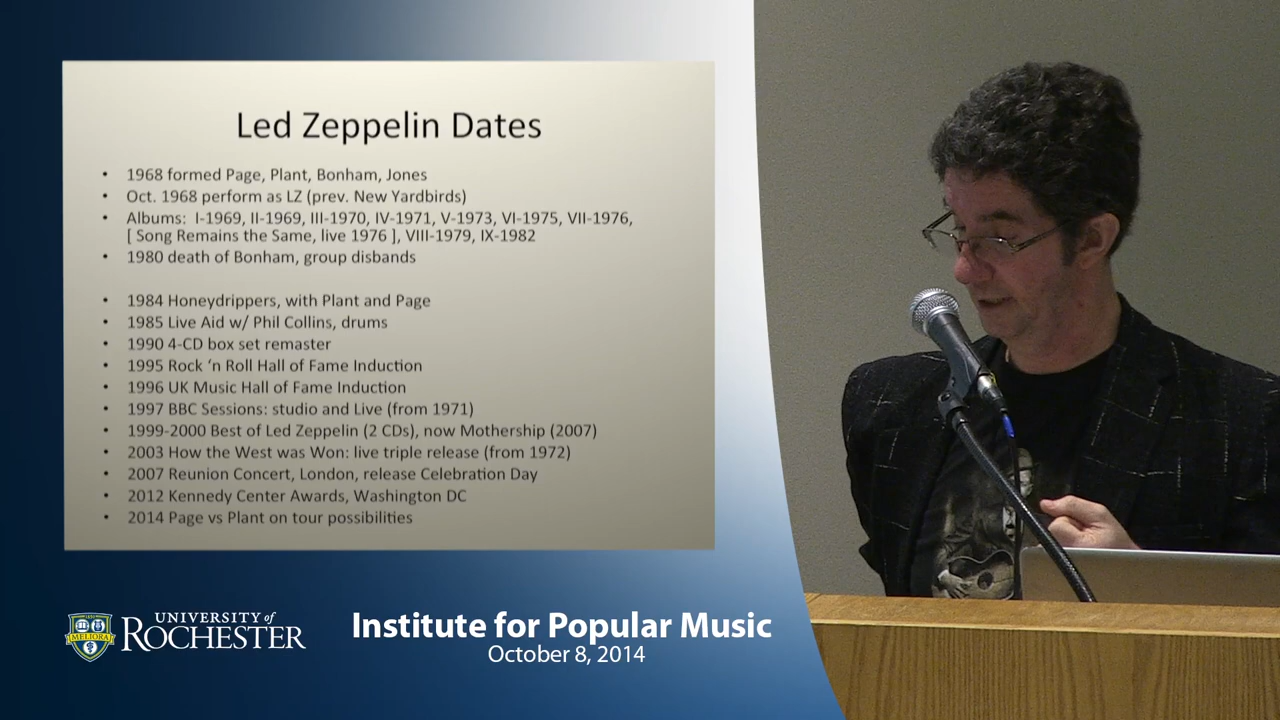 Led Zeppelin Dates
• 1968 formed Page, Plant, Bonham, Jones
• Oct. 1968 perform as LZ (prev. New Yardbirds)
• Albums: I-1969, II-1969, III-1970, IV-1971, V-1973, VI-1975, VII-1976,
[ Song Remains the Same, live 1976 ], VIII-1979, IX-1982
• 1980 death of Bonham, group disbands
• 1984 Honeydrippers, with Plant and Page
• 1985 Live Aid w/ Phil Collins, drums
• 1990 4-CD box set remaster
• 1995 Rock ‘n Roll Hall of Fame Induction
• 1996 UK Music Hall of Fame Induction
• 1997 BBC Sessions: studio and Live (from 1971)
• 1999-2000 Best of Led Zeppelin (2 CDs), now Mothership (2007)
• 2003 How the West was Won: live triple release (from 1972)
• 2007 Reunion Concert, London, release Celebration Day
• 2012 Kennedy Center Awards, Washington DC
• 2014 Page vs Plant on tour possibilities
MELIORA
UNIVERSITY of
ROCHESTER
Institute for Popular Music
October 8, 2014